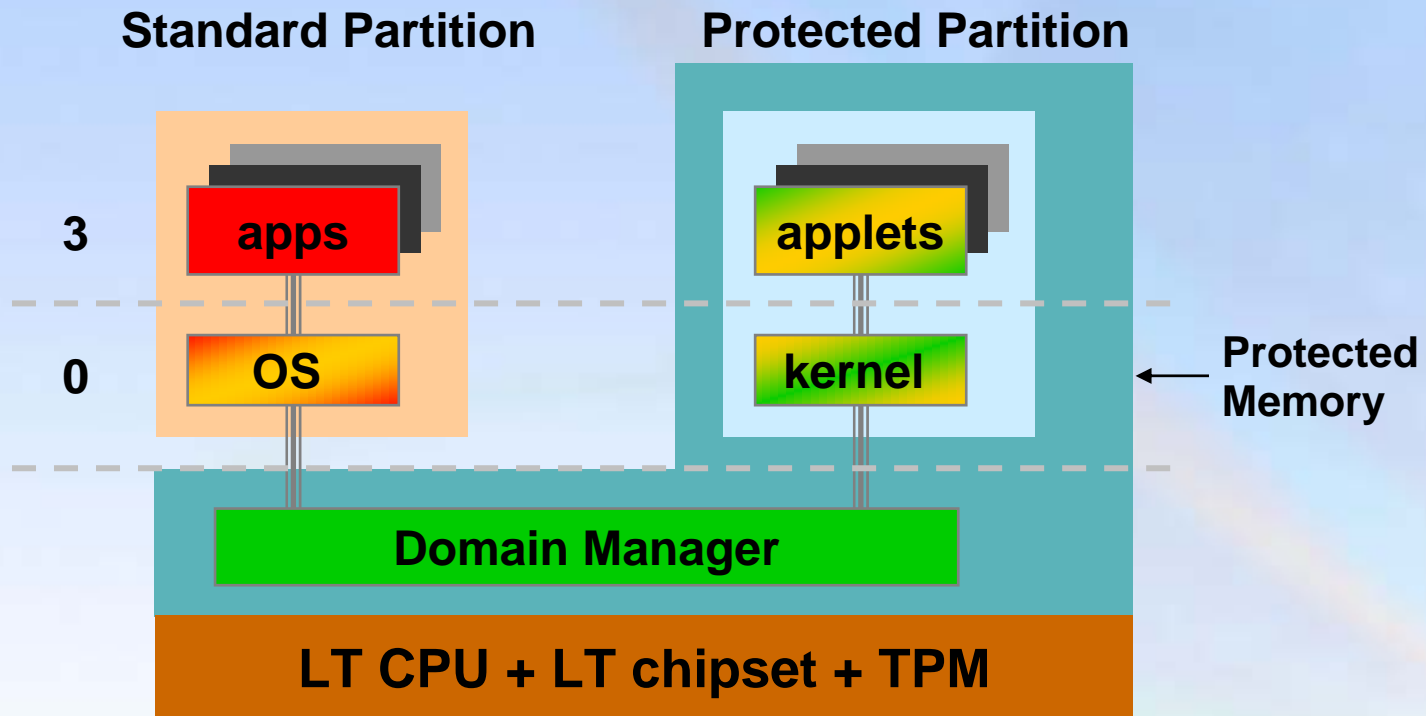 Standard Partition
Protected Partition
3
apps
applets
0
OS
kernel
Protected
Memory
Domain Manager
LT CPU + LT chipset + TPM